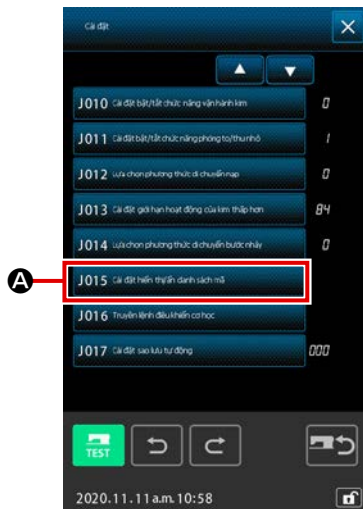 Cài đặt
J010 Cài đặt bật/tắt chức năng vận hành kim 0
J011 Cài đặt bật/tắt chức năng phóng to/thu nhỏ 1
J012 Lựa chọn phương thức di chuyển nạp 0
J013 Cài đặt giới hạn hoạt động của kim thấp hơn 84
J014 Lựa chọn phương thức di chuyển bước nhảy 0
A
J015 Cài đặt hiển thị/ẩn danh sách mã
J016 Truyền lệnh điều khiển cơ học
J017 Cài đặt sao lưu tự động 000
TEST
2020.11.11 a.m. 10:58